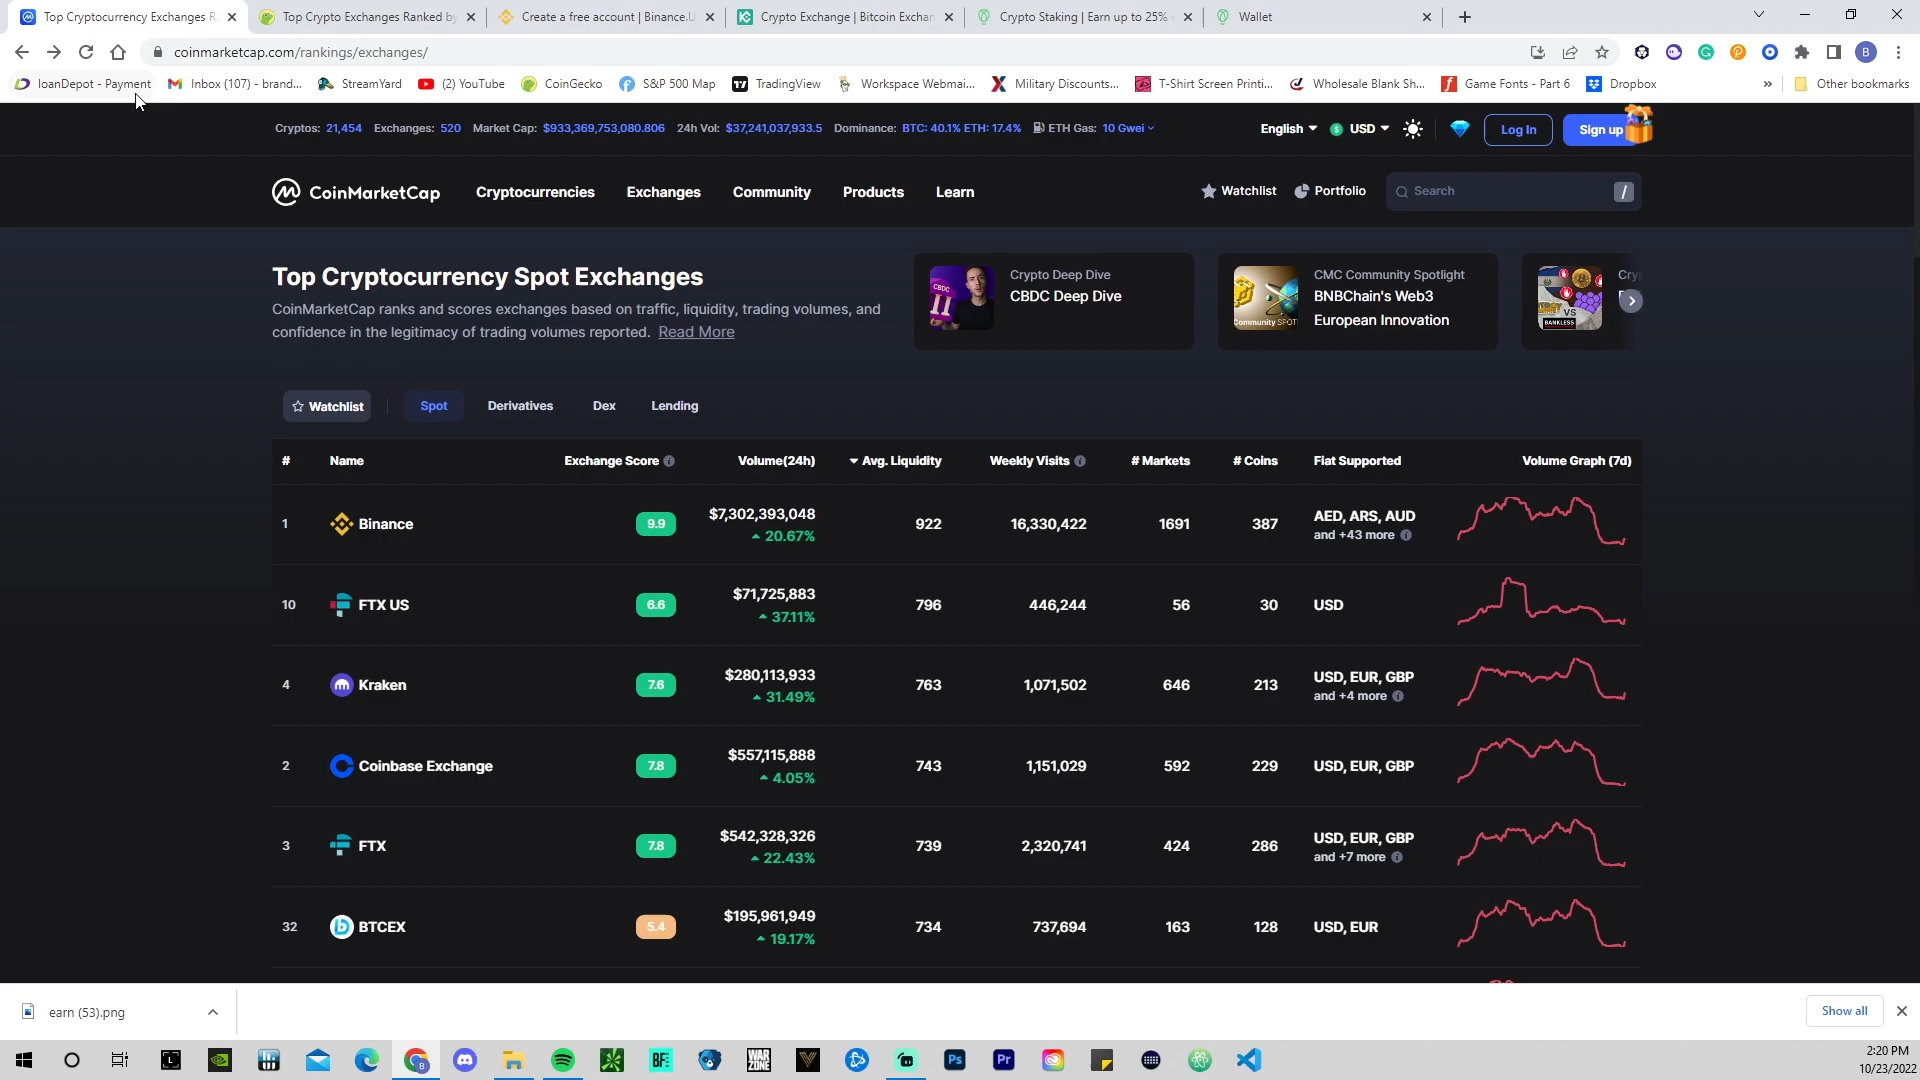 Top Cryptocurrency Exchanges R
Top Crypto Exchanges Ranked by
Create a free account | Binance.U
Crypto Exchange | Bitcoin Exchan
Crypto Staking | Earn up to 25%
Wallet
coinmarketcap.com/rankings/exchanges/
B
loanDepot - Payment
Inbox (107) - brand...
StreamYard
(2) YouTube
CoinGecko
S&P 500 Map
TradingView
Workspace Webmai...
Military Discounts...
T-Shirt Screen Printi...
Wholesale Blank Sh...
Game Fonts - Part 6
Dropbox
»
Other bookmarks
Cryptos: 21,454 Exchanges: 520 Market Cap: $933,369,753,080.806 24h Vol: $37,241,037,933.5 Dominance: BTC: 40.1% ETH: 17.4% ETH Gas: 10 Gwei
English
USD
Log In
Sign up
CoinMarketCap
Cryptocurrencies
Exchanges
Community
Products
Learn
Watchlist
Portfolio
Search
/
Top Cryptocurrency Spot Exchanges
CoinMarketCap ranks and scores exchanges based on traffic, liquidity, trading volumes, and
confidence in the legitimacy of trading volumes reported. Read More
CBDC
Crypto Deep Dive
CBDC Deep Dive
Community SPOT
CMC Community Spotlight
BNBChain's Web3
European Innovation
VS
BANKLESS
Cry
Watchlist
Spot
Derivatives
Dex
Lending
# Name Exchange Score Volume(24h) Avg. Liquidity Weekly Visits # Markets # Coins Fiat Supported Volume Graph (7d)
1 Binance 9.9 $7,302,393,048 922 16,330,422 1691 387 AED, ARS, AUD
20.67% and +43 more
10 FTX US 6.6 $71,725,883 796 446,244 56 30 USD
37.11%
4 Kraken 7.6 $280,113,933 763 1,071,502 646 213 USD, EUR, GBP
31.49% and +4 more
2 Coinbase Exchange 7.8 $557,115,888 743 1,151,029 592 229 USD, EUR, GBP
4.05%
3 FTX 7.8 $542,328,326 739 2,320,741 424 286 USD, EUR, GBP
22.43% and +7 more
32 BTCEX 5.4 $195,961,949 734 737,694 163 128 USD, EUR
19.17%
earn (53).png
Show all
BF
WAR
ZONE
Ps
Pr
2:20 PM
10/23/2022